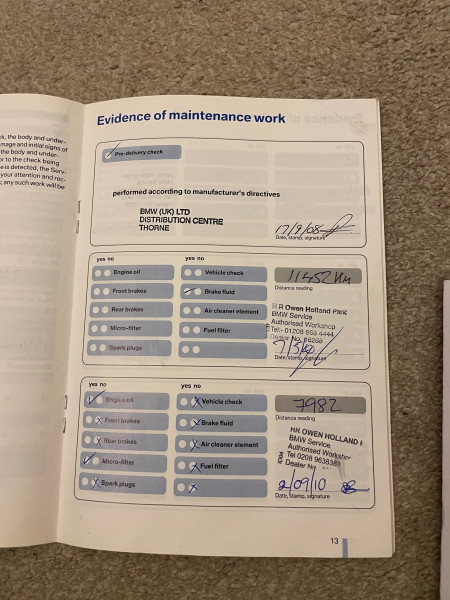 ck, the body and under-
mage and initial signs of
the body and under-
or to the check being
e is detected, the Serv-
your attention and rec-
; any such work will be
Evidence of maintenance work
Pre-delivery check
performed according to manufacturer's directives
BMW (UK) LTD
DISTRIBUTION CENTRE
THORNE
17/9/08
Date, stamp, signature
yes no
yes no
Engine oil
Vehicle check
11452 KM
Distance reading
Front brakes
Brake fluid
Rear brakes
Air cleaner element
Micro-filter
Fuel filter
Spark plugs
HR Owen Holland Park
BMW Service
Authorised Workshop
Dealer No.
Date, stamp, signature
yes no
yes no
Engine oil
Vehicle check
7982
Distance reading
Front brakes
Brake fluid
Rear brakes
Air cleaner element
Micro-filter
Fuel filter
Spark plugs
HR OWEN HOLLAND
BMW Service
Authorised Workshop
Tel 0208 
Dealer No
2/09/10
Date, stamp, signature
13